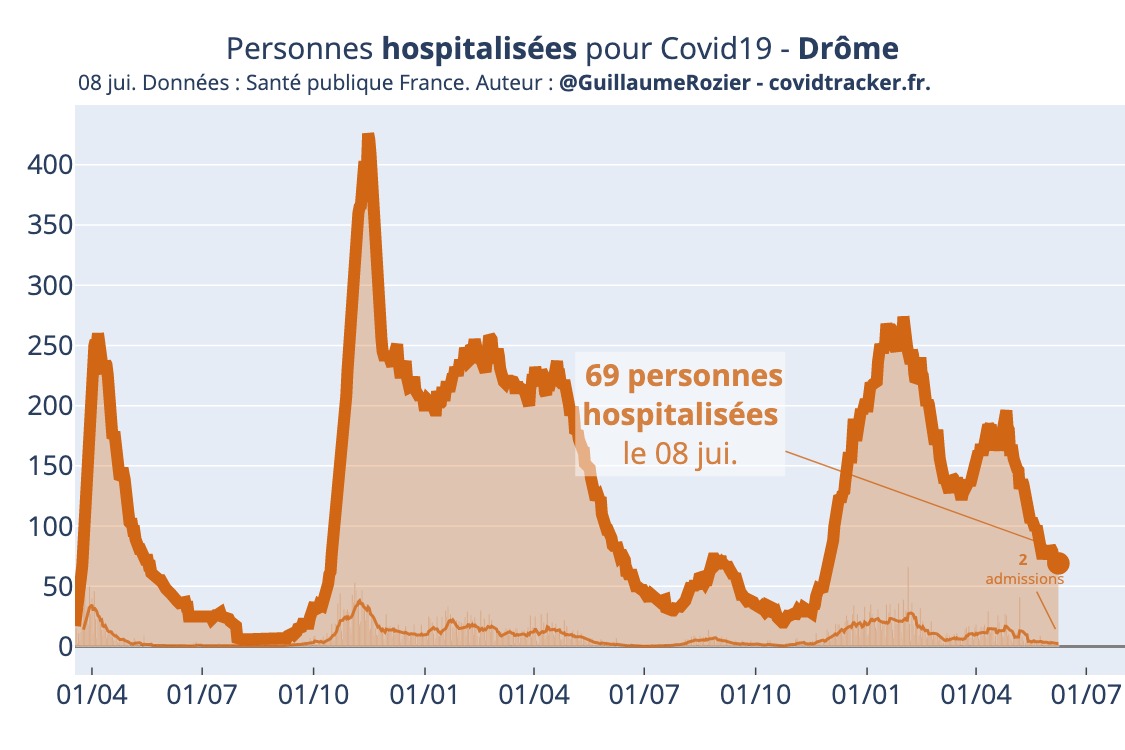 Personnes hospitalisées pour Covid19 - Drôme
08 jui. Données : Santé publique France. Auteur : @GuillaumeRozier - covidtracker.fr.
400
350
300
250
200
150
100
50
0
69 personnes
hospitalisées
le 08 jui.
2
admissions
01/04 01/07 01/10 01/01 01/04 01/07 01/10 01/01 01/04 01/07